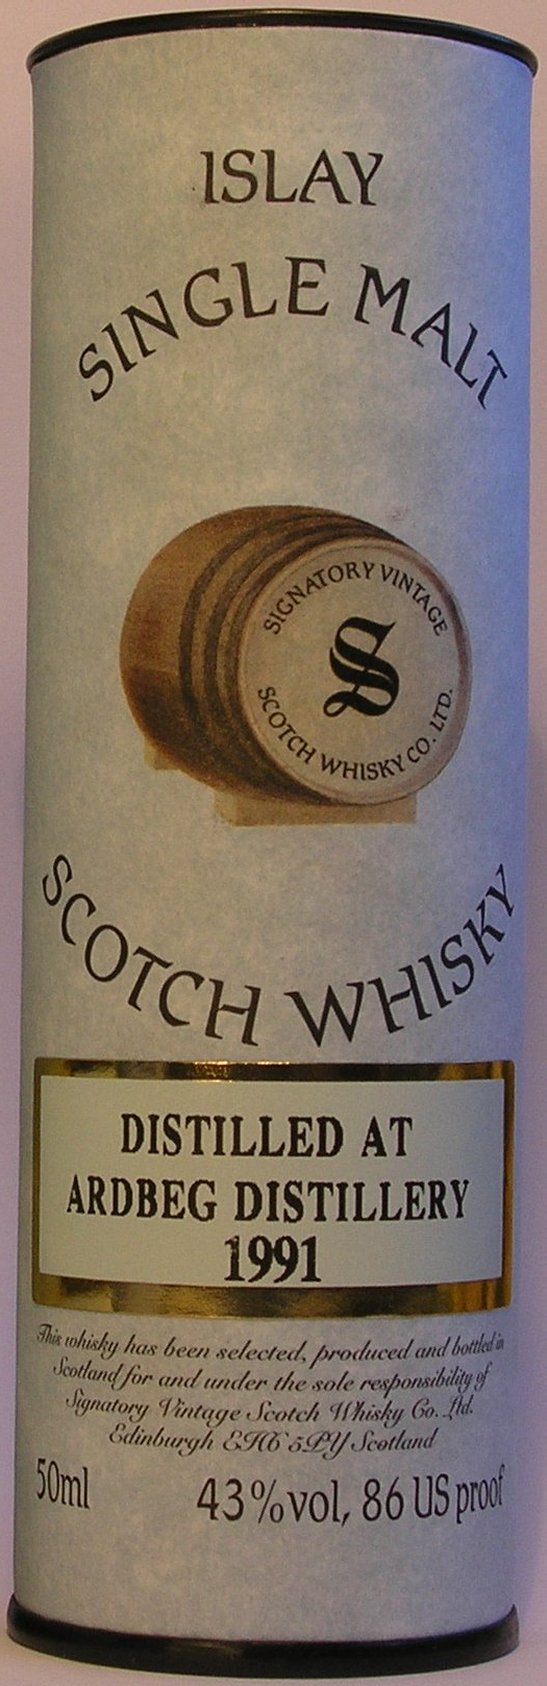 ISLAY
SINGLE MALT
SIGNATORY VINTAGE
S
SCOTCH WHISKY CO. LTD.
SCOTCH WHISKY
DISTILLED AT
ARDBEG DISTILLERY
1991
This whisky has been selected, produced and bottled in
Scotland for and under the sole responsibility of
Signatory Vintage Scotch Whisky Co. Ltd.
Edinburgh EH6 5PY Scotland
50ml 43%vol, 86 US proof